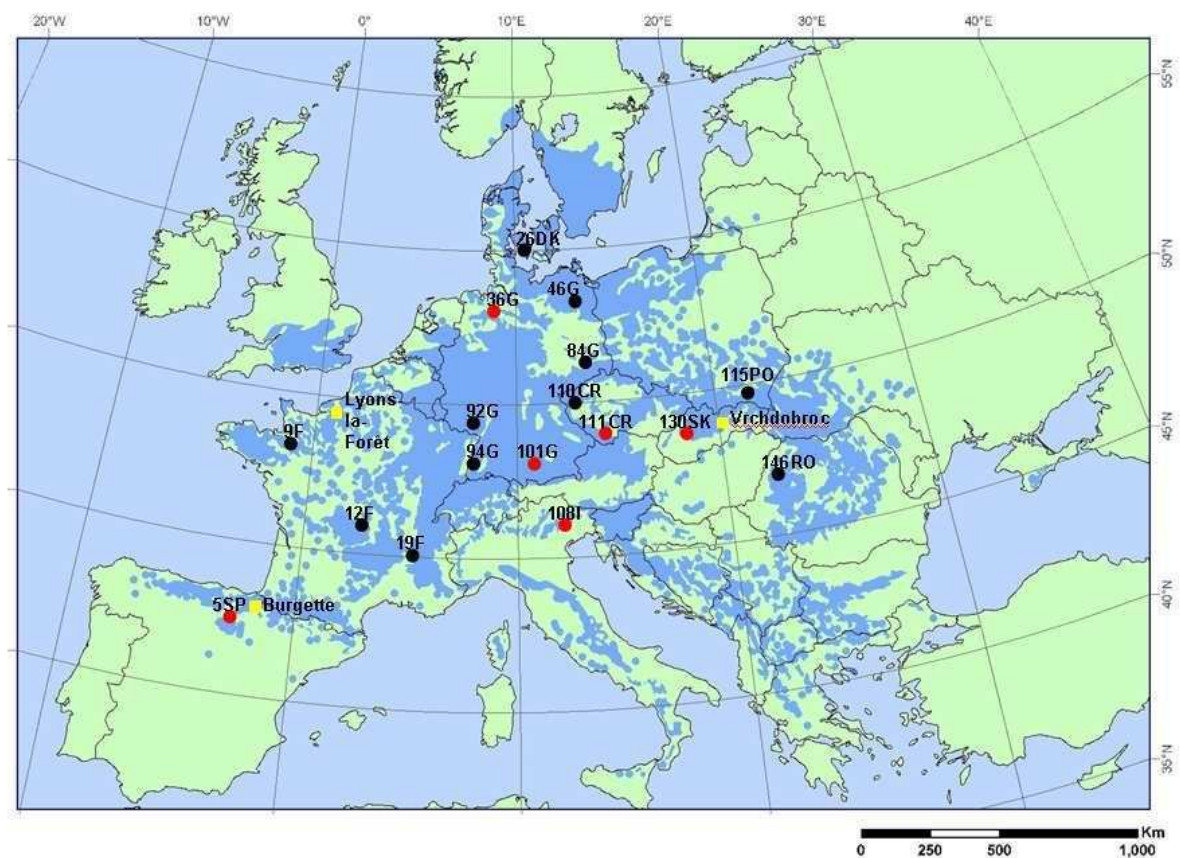 20°W 10°W 0° 10°E 20°E 30°E 40°E
55°N
50°N
45°N
40°N
35°N
26DK
46G
36G
84G
115PO
110CR
Lyons
la-
Forêt
92G
111CR
130SK
Vrchdobroc
9F
94G
101G
146RO
12F
108I
19F
5SP
Burgette
Km
0 250 500 1,000